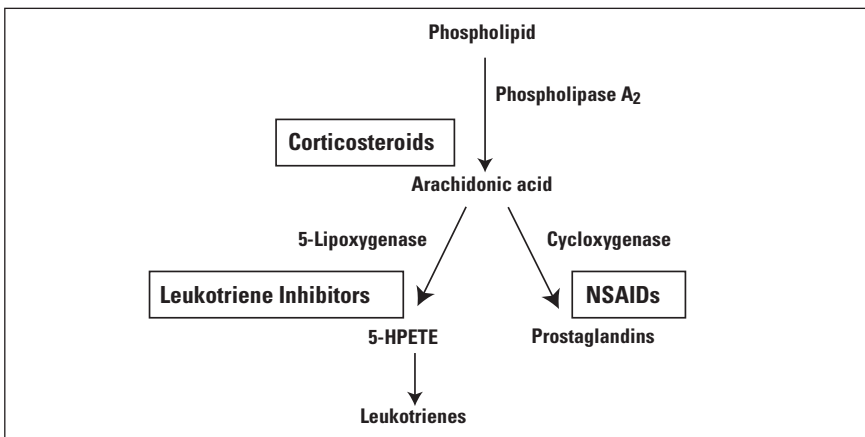 Phospholipid
Phospholipase A2
Corticosteroids
Arachidonic acid
5-Lipoxygenase
Cycloxygenase
Leukotriene Inhibitors
NSAIDs
5-HPETE
Prostaglandins
Leukotrienes